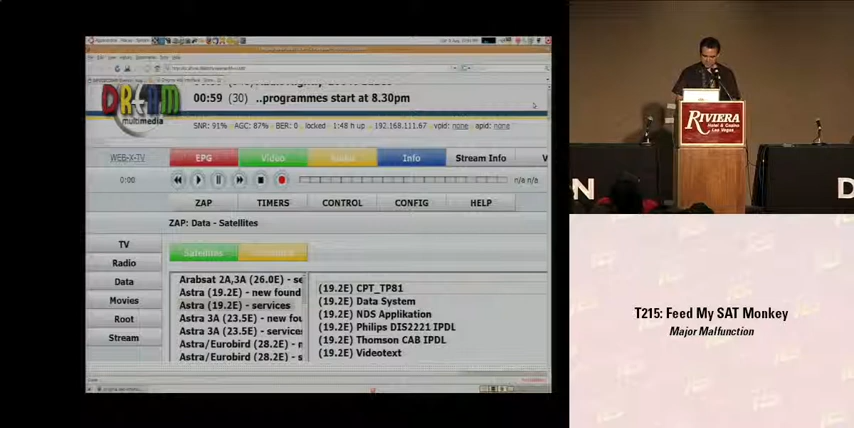 DReAM
multimedia
00:59 (30) ..programmes start at 8.30pm
SNR: 91% AGC: 87% BER: 0 locked 1:48 h up 192.168.111.67 vpid: none apid: none
WEB-X-TV EPG Video Audio Info Stream Info V
0:00 n/a n/a
ZAP TIMERS CONTROL CONFIG HELP
ZAP: Data - Satellites
TV
Radio
Data
Movies
Root
Stream
Satellites
Arabsat 2A,3A (26.0E) - se
Astra (19.2E) - new found
Astra (19.2E) - services
Astra 3A (23.5E) - new fou
Astra 3A (23.5E) - services
Astra/Eurobird (28.2E) - n
Astra/Eurobird (28.2E) - s
(19.2E) CPT_TP81
(19.2E) Data System
(19.2E) NDS Applikation
(19.2E) Philips DIS2221 IPDL
(19.2E) Thomson CAB IPDL
(19.2E) Videotext
RIVIERA
Hotel & Casino
Las Vegas
N
D
T215: Feed My SAT Monkey
Major Malfunction